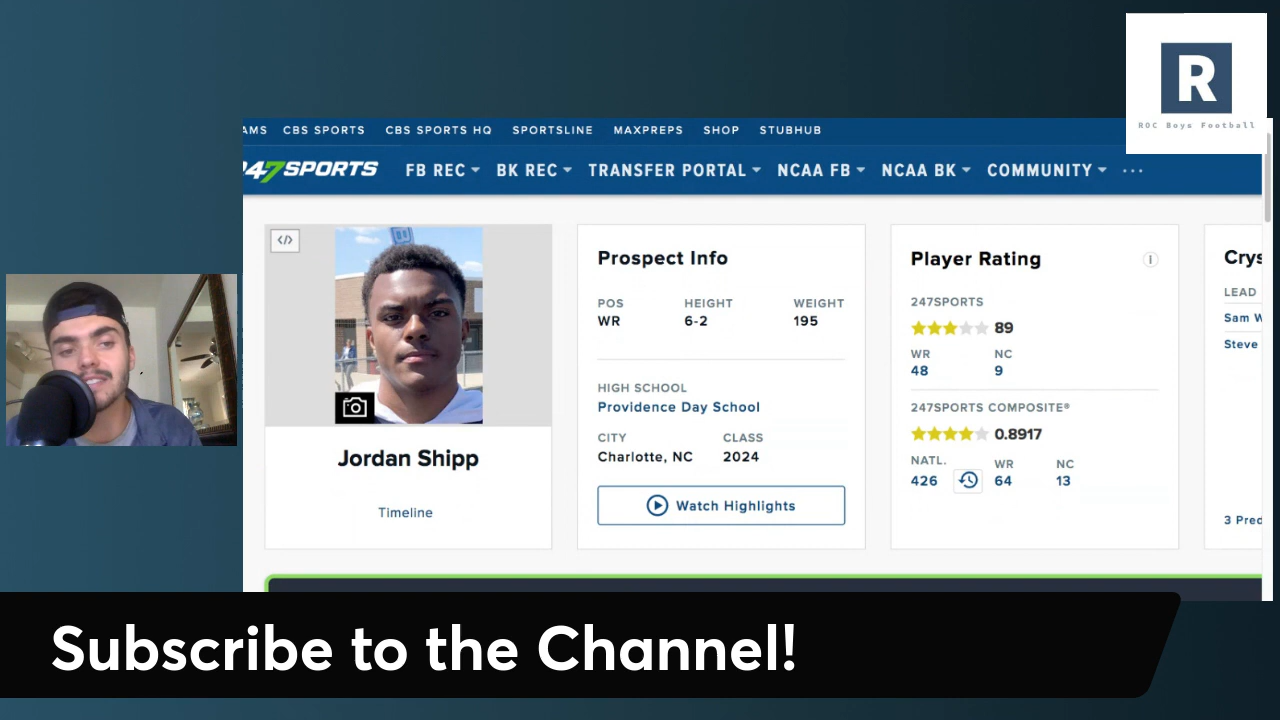 R
ROC Boys Football
AMS CBS SPORTS CBS SPORTS HQ SPORTSLINE MAXPREPS SHOP STUBHUB
247SPORTS FB REC BK REC TRANSFER PORTAL NCAA FB NCAA BK COMMUNITY ...
</>
Jordan Shipp
Timeline
Prospect Info
POS HEIGHT WEIGHT
WR 6-2 195
HIGH SCHOOL
Providence Day School
CITY CLASS
Charlotte, NC 2024
Watch Highlights
Player Rating
247SPORTS
89
WR NC
48 9
247SPORTS COMPOSITE®
0.8917
NATL. WR NC
426 64 13
Crys
LEAD
Sam W
Steve
3 Pred
Subscribe to the Channel!